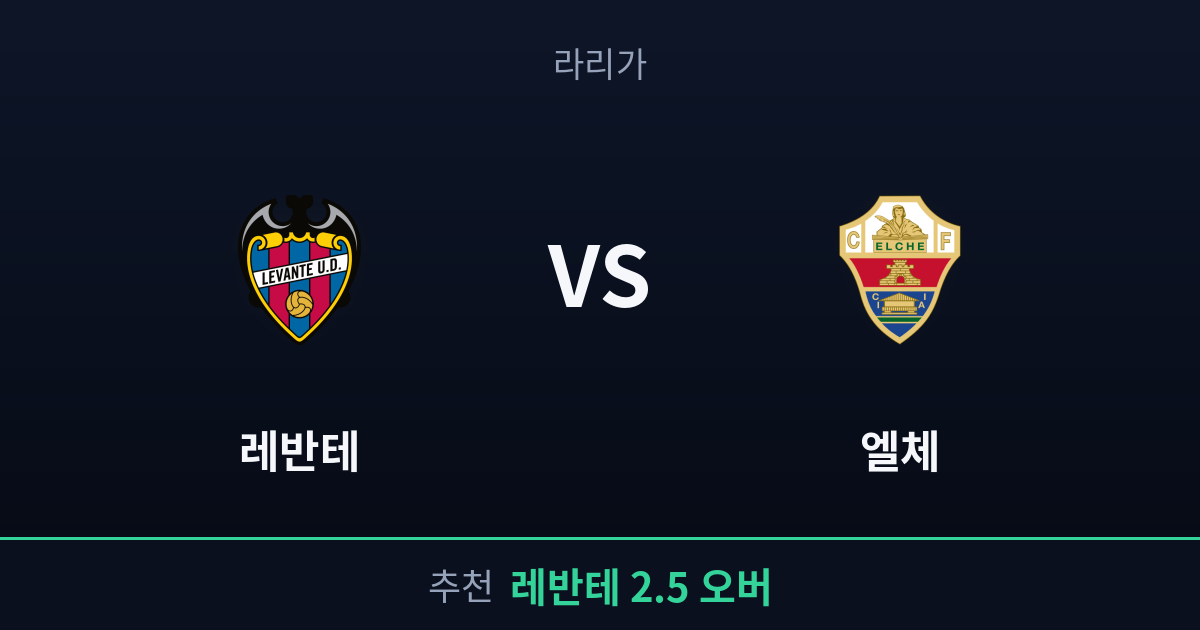 라리가
LEVANTE U.D.
VS
C F
ELCHE
C I
I A
레반테
엘체
추천 레반테 2.5 오버